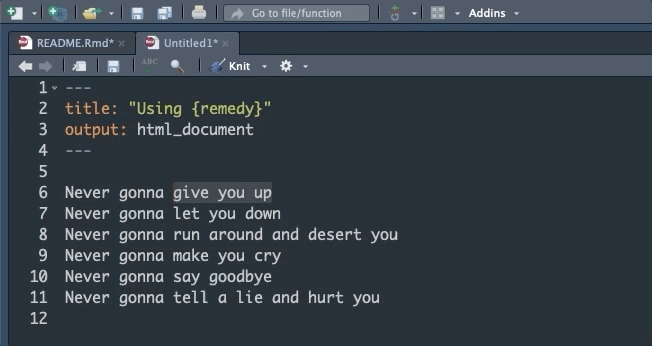 Go to file/function
Addins
README.Rmd*
Untitled1*
ABC
Knit
1 ---
2 title: "Using {remedy}"
3 output: html_document
4 ---
5
6 Never gonna give you up
7 Never gonna let you down
8 Never gonna run around and desert you
9 Never gonna make you cry
10 Never gonna say goodbye
11 Never gonna tell a lie and hurt you
12